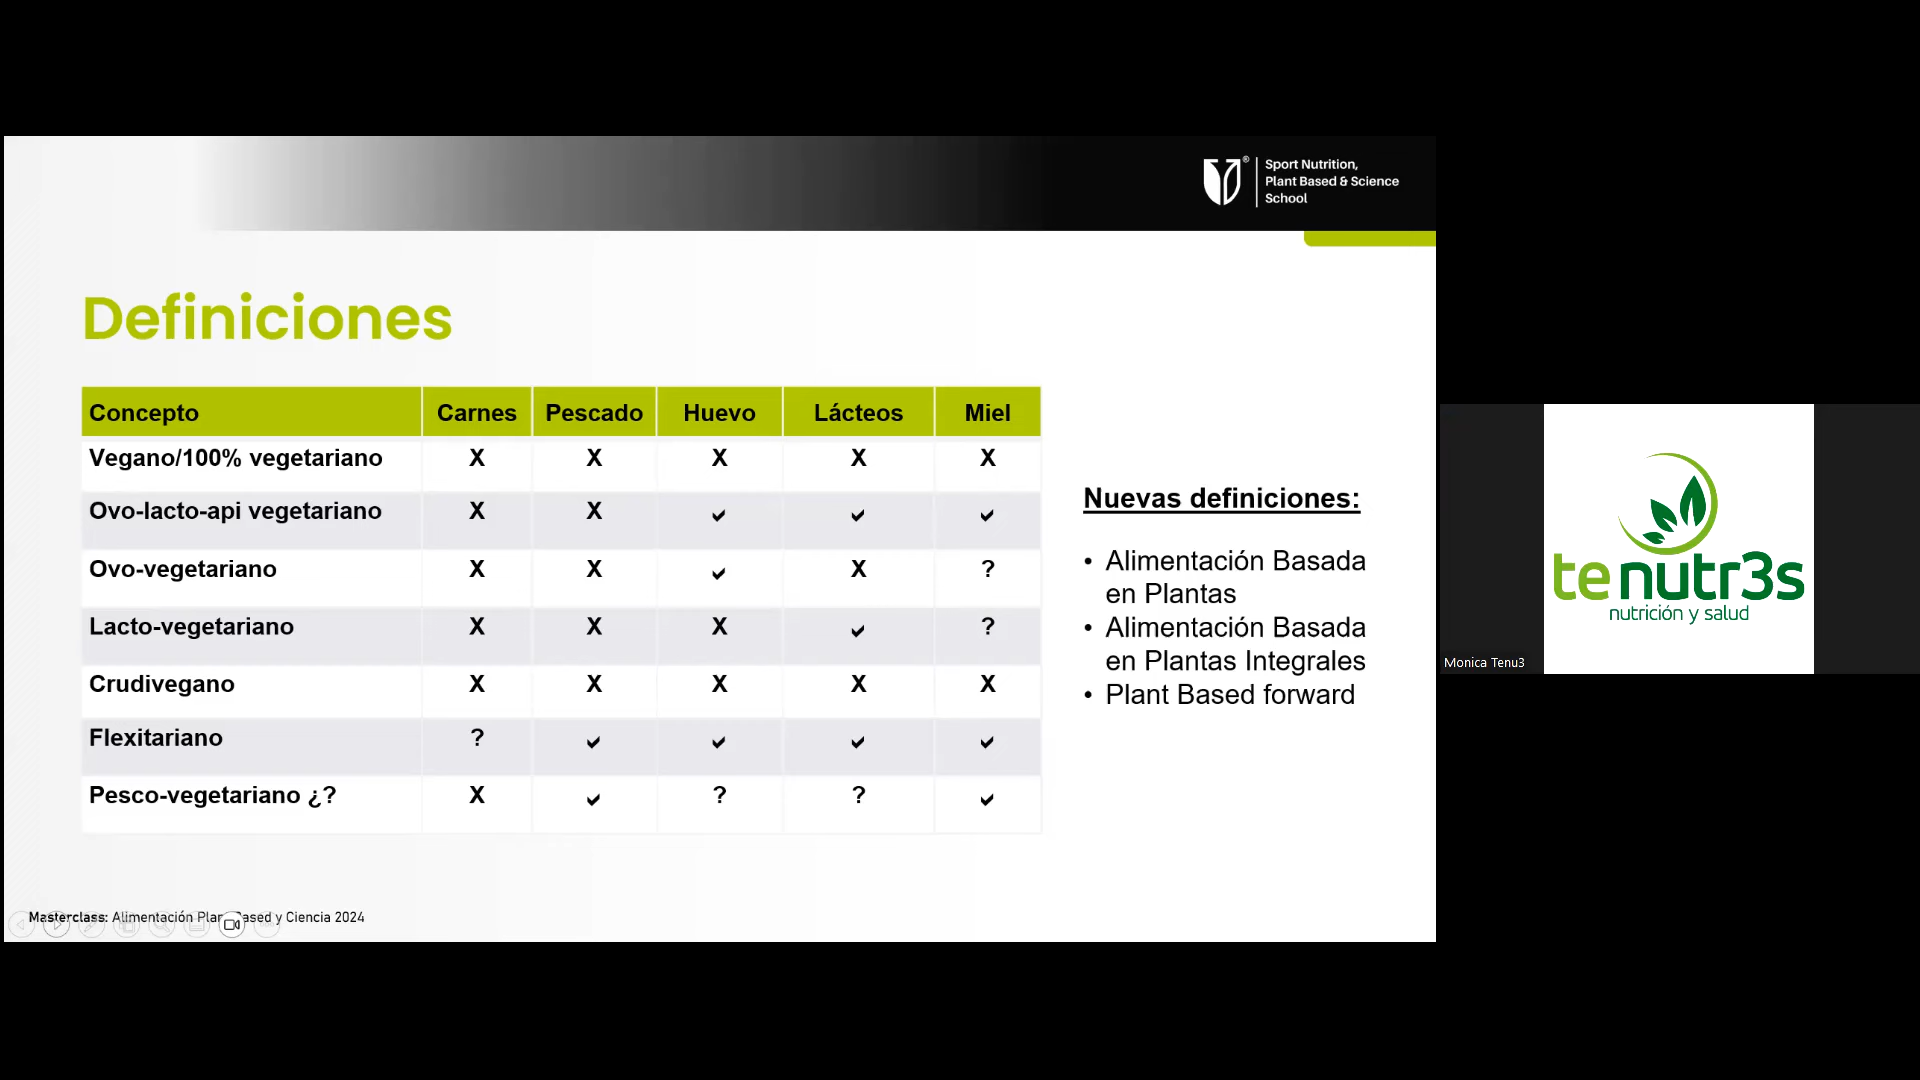 Sport Nutrition,
Plant Based & Science
School
Definiciones
Concepto Carnes Pescado Huevo Lácteos Miel
Vegano/100% vegetariano X X X X X
Ovo-lacto-api vegetariano X X ✓ ✓ ✓
Ovo-vegetariano X X ✓ X ?
Lacto-vegetariano X X X ✓ ?
Crudivegano X X X X X
Flexitariano ? ✓ ✓ ✓ ✓
Pesco-vegetariano ¿? X ✓ ? ? ✓
Nuevas definiciones:
• Alimentación Basada
en Plantas
• Alimentación Basada
en Plantas Integrales
• Plant Based forward
Masterclass: Alimentación Plant Based y Ciencia 2024
tenutr3s
nutrición y salud
Monica Tenu3